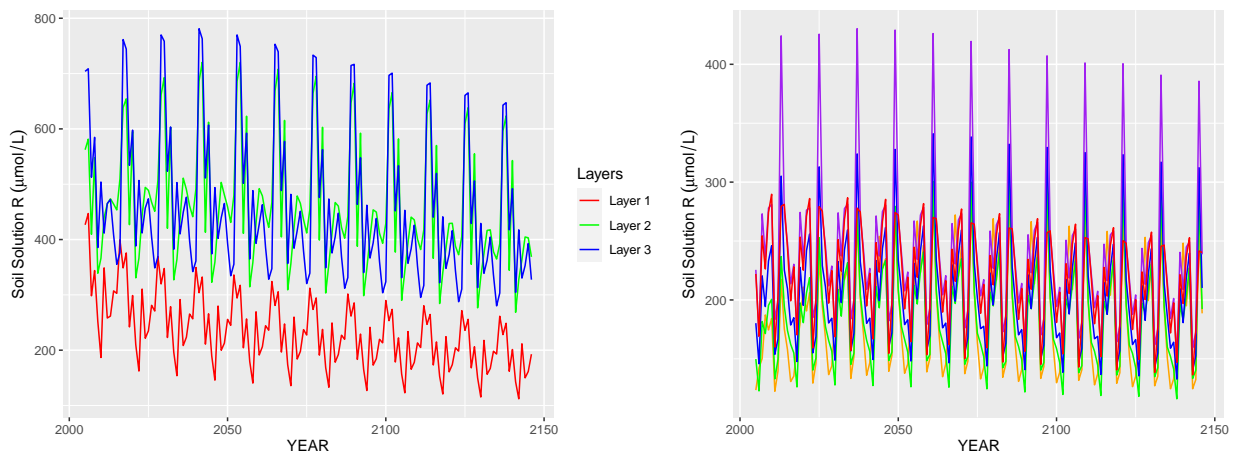 Soil Solution R (μmol / L)
800
600
400
200
2000
2050
2100
2150
YEAR
Layers
Layer 1
Layer 2
Layer 3
Soil Solution R (μmol / L)
400
300
200
2000
2050
2100
2150
YEAR